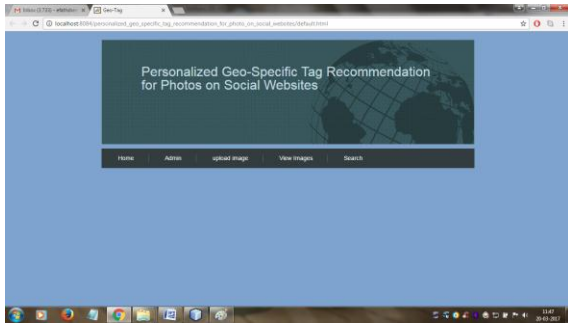 Geo-Tag
localhost:8084/personalized_geo_specific_tag_recommendation_for_photo_on_social_websites/default.html
Personalized Geo-Specific Tag Recommendation
for Photos on Social Websites
Home Admin upload image View Images Search
11:47
20-03-2017